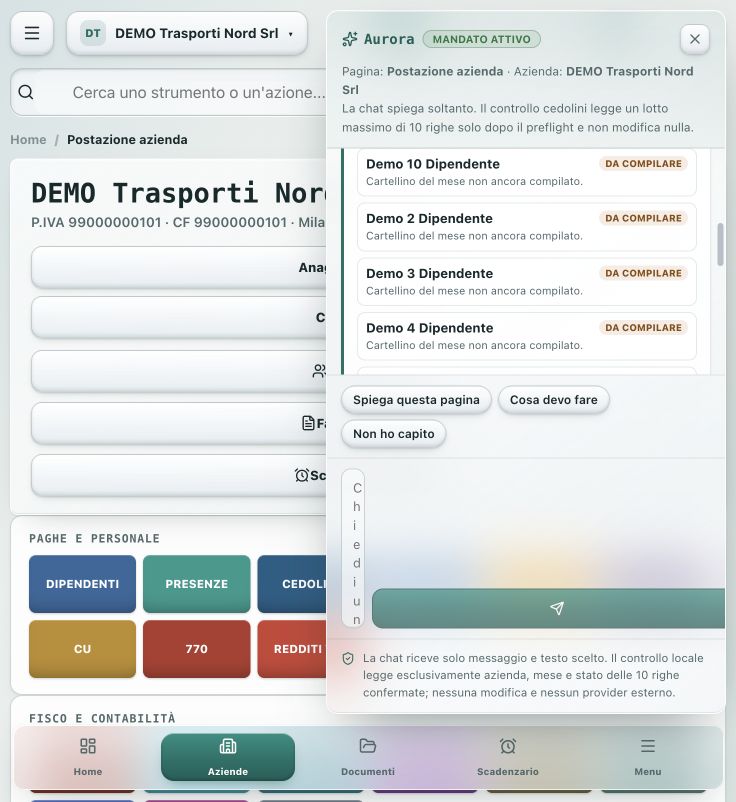 DT DEMO Trasporti Nord Srl
Cerca uno strumento o un'azione...
Home / Postazione azienda
DEMO Trasporti
P.IVA 99000000101 · CF 99000000101 ·
PAGHE E PERSONALE
DIPENDENTI
PRESENZE
CU
770
REDDITI
FISCO E CONTABILITÀ
Aurora
MANDATO ATTIVO
Pagina: Postazione azienda · Azienda: DEMO Trasporti Nord
Srl
La chat spiega soltanto. Il controllo cedolini legge un lotto
massimo di 10 righe solo dopo il preflight e non modifica nulla.
Demo 10 Dipendente
DA COMPILARE
Cartellino del mese non ancora compilato.
Demo 2 Dipendente
DA COMPILARE
Cartellino del mese non ancora compilato.
Demo 3 Dipendente
DA COMPILARE
Cartellino del mese non ancora compilato.
Demo 4 Dipendente
DA COMPILARE
Cartellino del mese non ancora compilato.
Spiega questa pagina
Cosa devo fare
Non ho capito
C
h
i
e
d
i
u
n
La chat riceve solo messaggio e testo scelto. Il controllo locale
legge esclusivamente azienda, mese e stato delle 10 righe
confermate; nessuna modifica e nessun provider esterno.
Home
Aziende
Documenti
Scadenzario
Menu